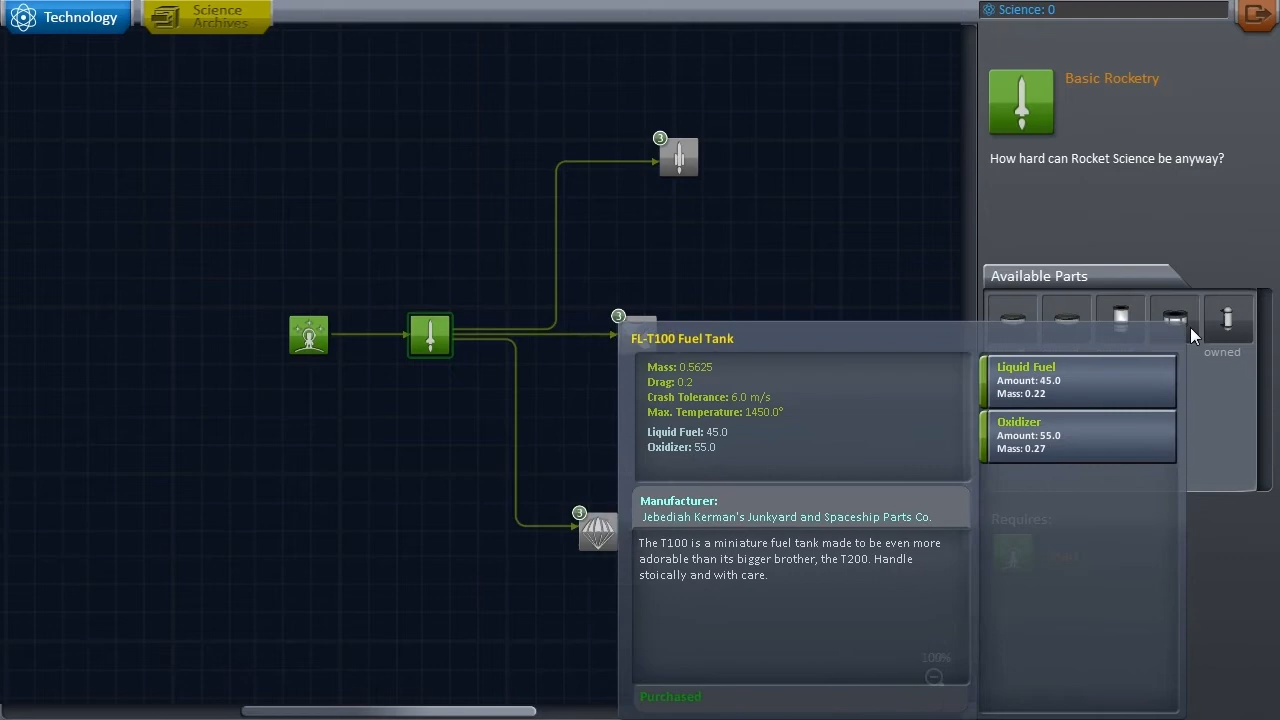 Technology
Science
Archives
Science: 0
Basic Rocketry
How hard can Rocket Science be anyway?
3
Available Parts
3
owned
FL-T100 Fuel Tank
Mass: 0.5625
Drag: 0.2
Crash Tolerance: 6.0 m/s
Max. Temperature: 1450.0°
Liquid Fuel: 45.0
Oxidizer: 55.0
Liquid Fuel
Amount: 45.0
Mass: 0.22
Oxidizer
Amount: 55.0
Mass: 0.27
Manufacturer:
Jebediah Kerman's Junkyard and Spaceship Parts Co.
3
The T100 is a miniature fuel tank made to be even more
adorable than its bigger brother, the T200. Handle
stoically and with care.
Requires:
100%
Purchased